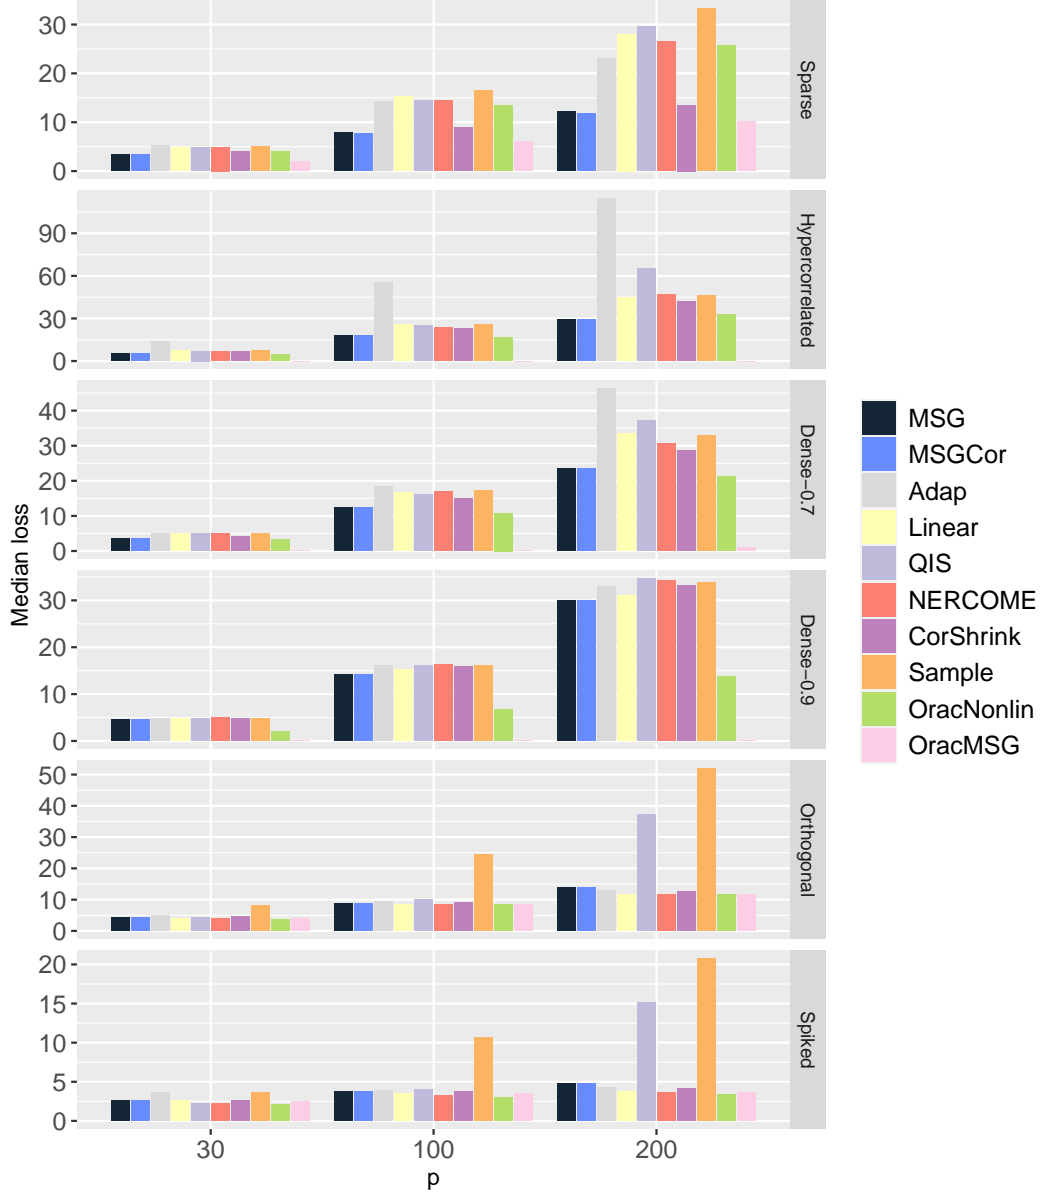 Median loss
30
20
10
0
Sparse
90
60
30
0
Hypercorrelated
40
30
20
10
0
Dense−0.7
30
20
10
0
Dense−0.9
50
40
30
20
10
0
Orthogonal
20
15
10
5
0
Spiked
30 100 200
p
MSG
MSGCor
Adap
Linear
QIS
NERCOME
CorShrink
Sample
OracNonlin
OracMSG